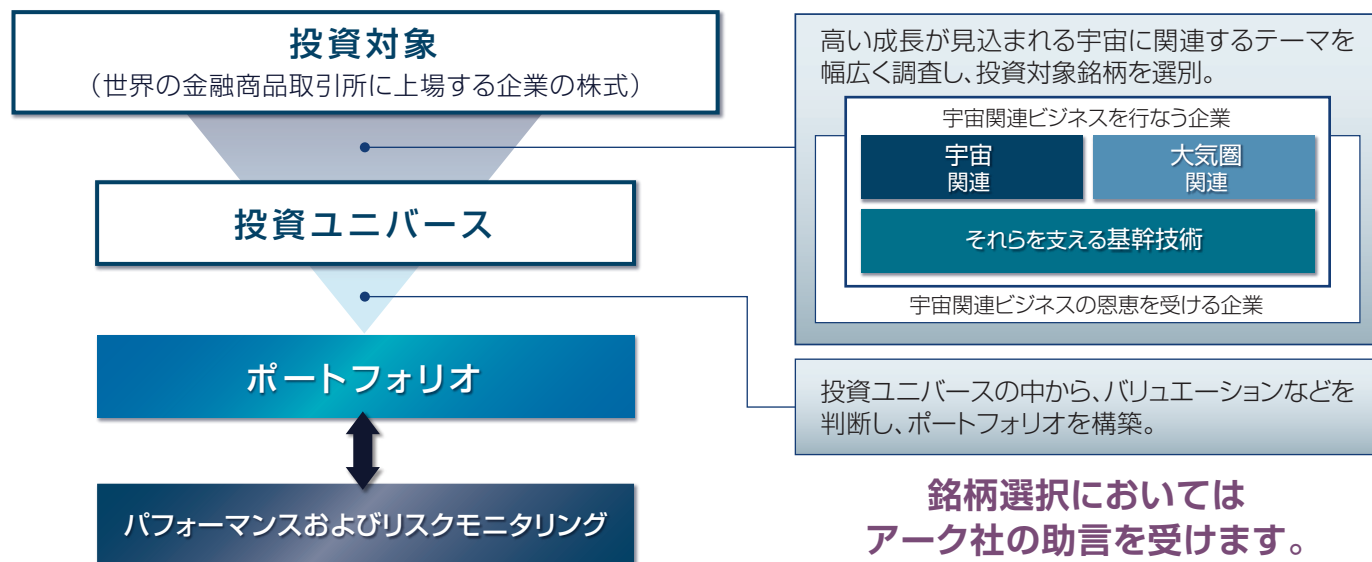 投資対象
（世界の金融商品取引所に上場する企業の株式）
投資ユニバース
ポートフォリオ
パフォーマンスおよびリスクモニタリング
高い成長が見込まれる宇宙に関連するテーマを
幅広く調査し、投資対象銘柄を選別。
宇宙関連ビジネスを行なう企業
宇宙
関連
大気圏
関連
それらを支える基幹技術
宇宙関連ビジネスの恩恵を受ける企業
投資ユニバースの中から、バリュエーションなどを
判断し、ポートフォリオを構築。
銘柄選択においては
アーク社の助言を受けます。